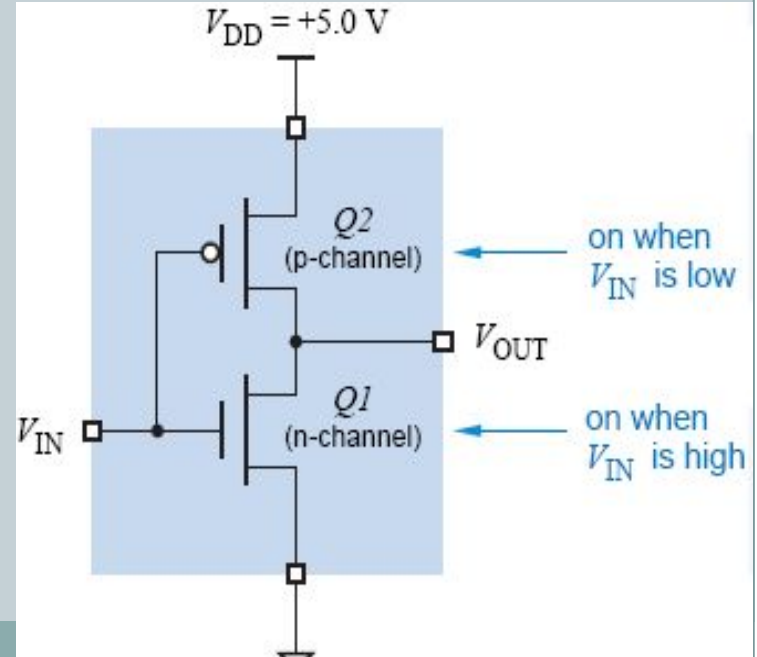 VDD = +5.0 V
Q2
(p-channel)
on when
VIN is low
VOUT
Q1
(n-channel)
VIN
on when
VIN is high